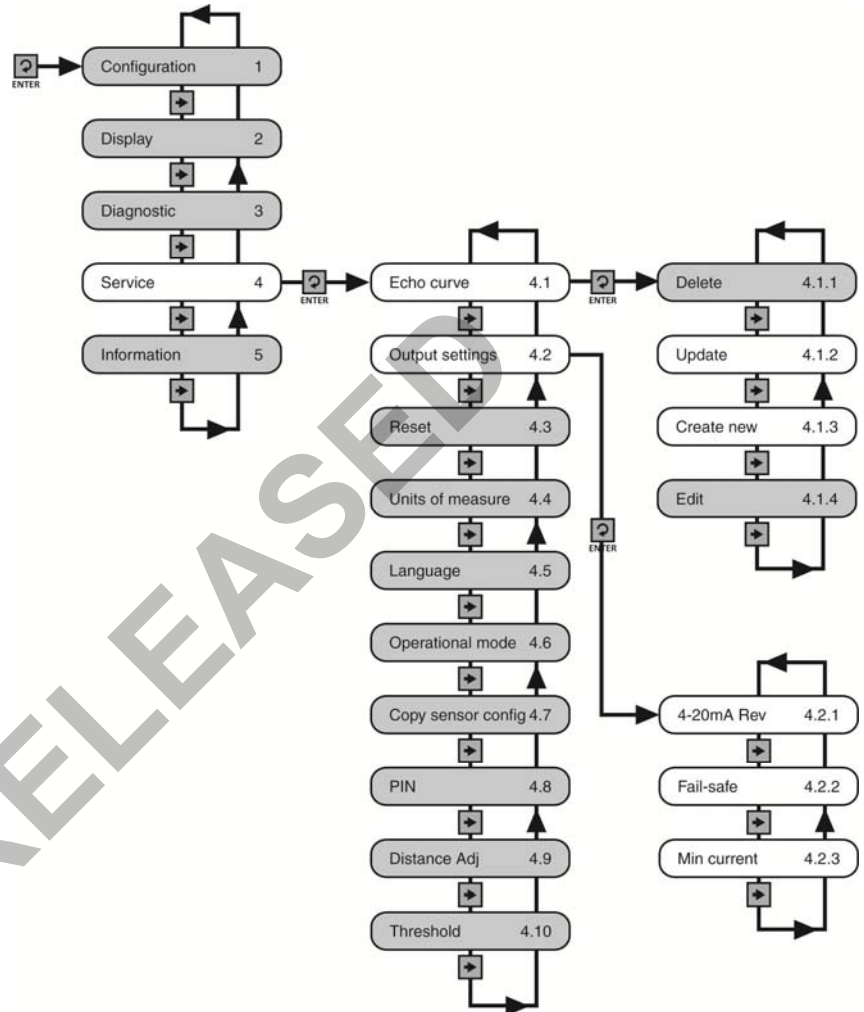 Configuration 1
ENTER
Display 2
Diagnostic 3
Service 4
ENTER
Information 5
Echo curve 4.1
ENTER
Output settings 4.2
Reset 4.3
Units of measure 4.4
Language 4.5
Operational mode 4.6
Copy sensor config 4.7
PIN 4.8
Distance Adj 4.9
Threshold 4.10
Delete 4.1.1
Update 4.1.2
Create new 4.1.3
Edit 4.1.4
ENTER
4-20mA Rev 4.2.1
Fail-safe 4.2.2
Min current 4.2.3
RELEASED